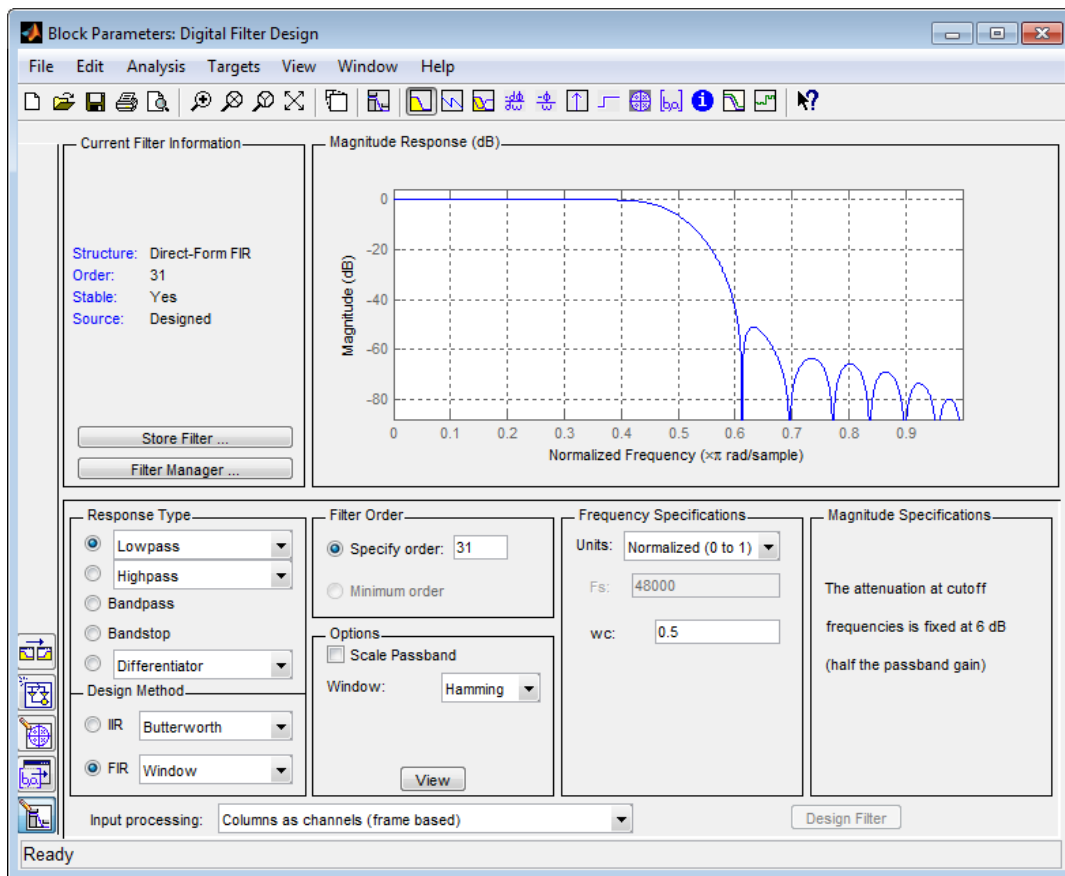 Block Parameters: Digital Filter Design
File Edit Analysis Targets View Window Help
Current Filter Information
Structure: Direct-Form FIR
Order: 31
Stable: Yes
Source: Designed
Store Filter ...
Filter Manager ...
Magnitude Response (dB)
Magnitude (dB)
0
-20
-40
-60
-80
0 0.1 0.2 0.3 0.4 0.5 0.6 0.7 0.8 0.9
Normalized Frequency (×π rad/sample)
Response Type
Lowpass
Highpass
Bandpass
Bandstop
Differentiator
Design Method
IIR Butterworth
FIR Window
Filter Order
Specify order: 31
Minimum order
Options
Scale Passband
Window: Hamming
View
Frequency Specifications
Units: Normalized (0 to 1)
Fs: 48000
wc: 0.5
Magnitude Specifications
The attenuation at cutoff
frequencies is fixed at 6 dB
(half the passband gain)
Input processing: Columns as channels (frame based)
Design Filter
Ready